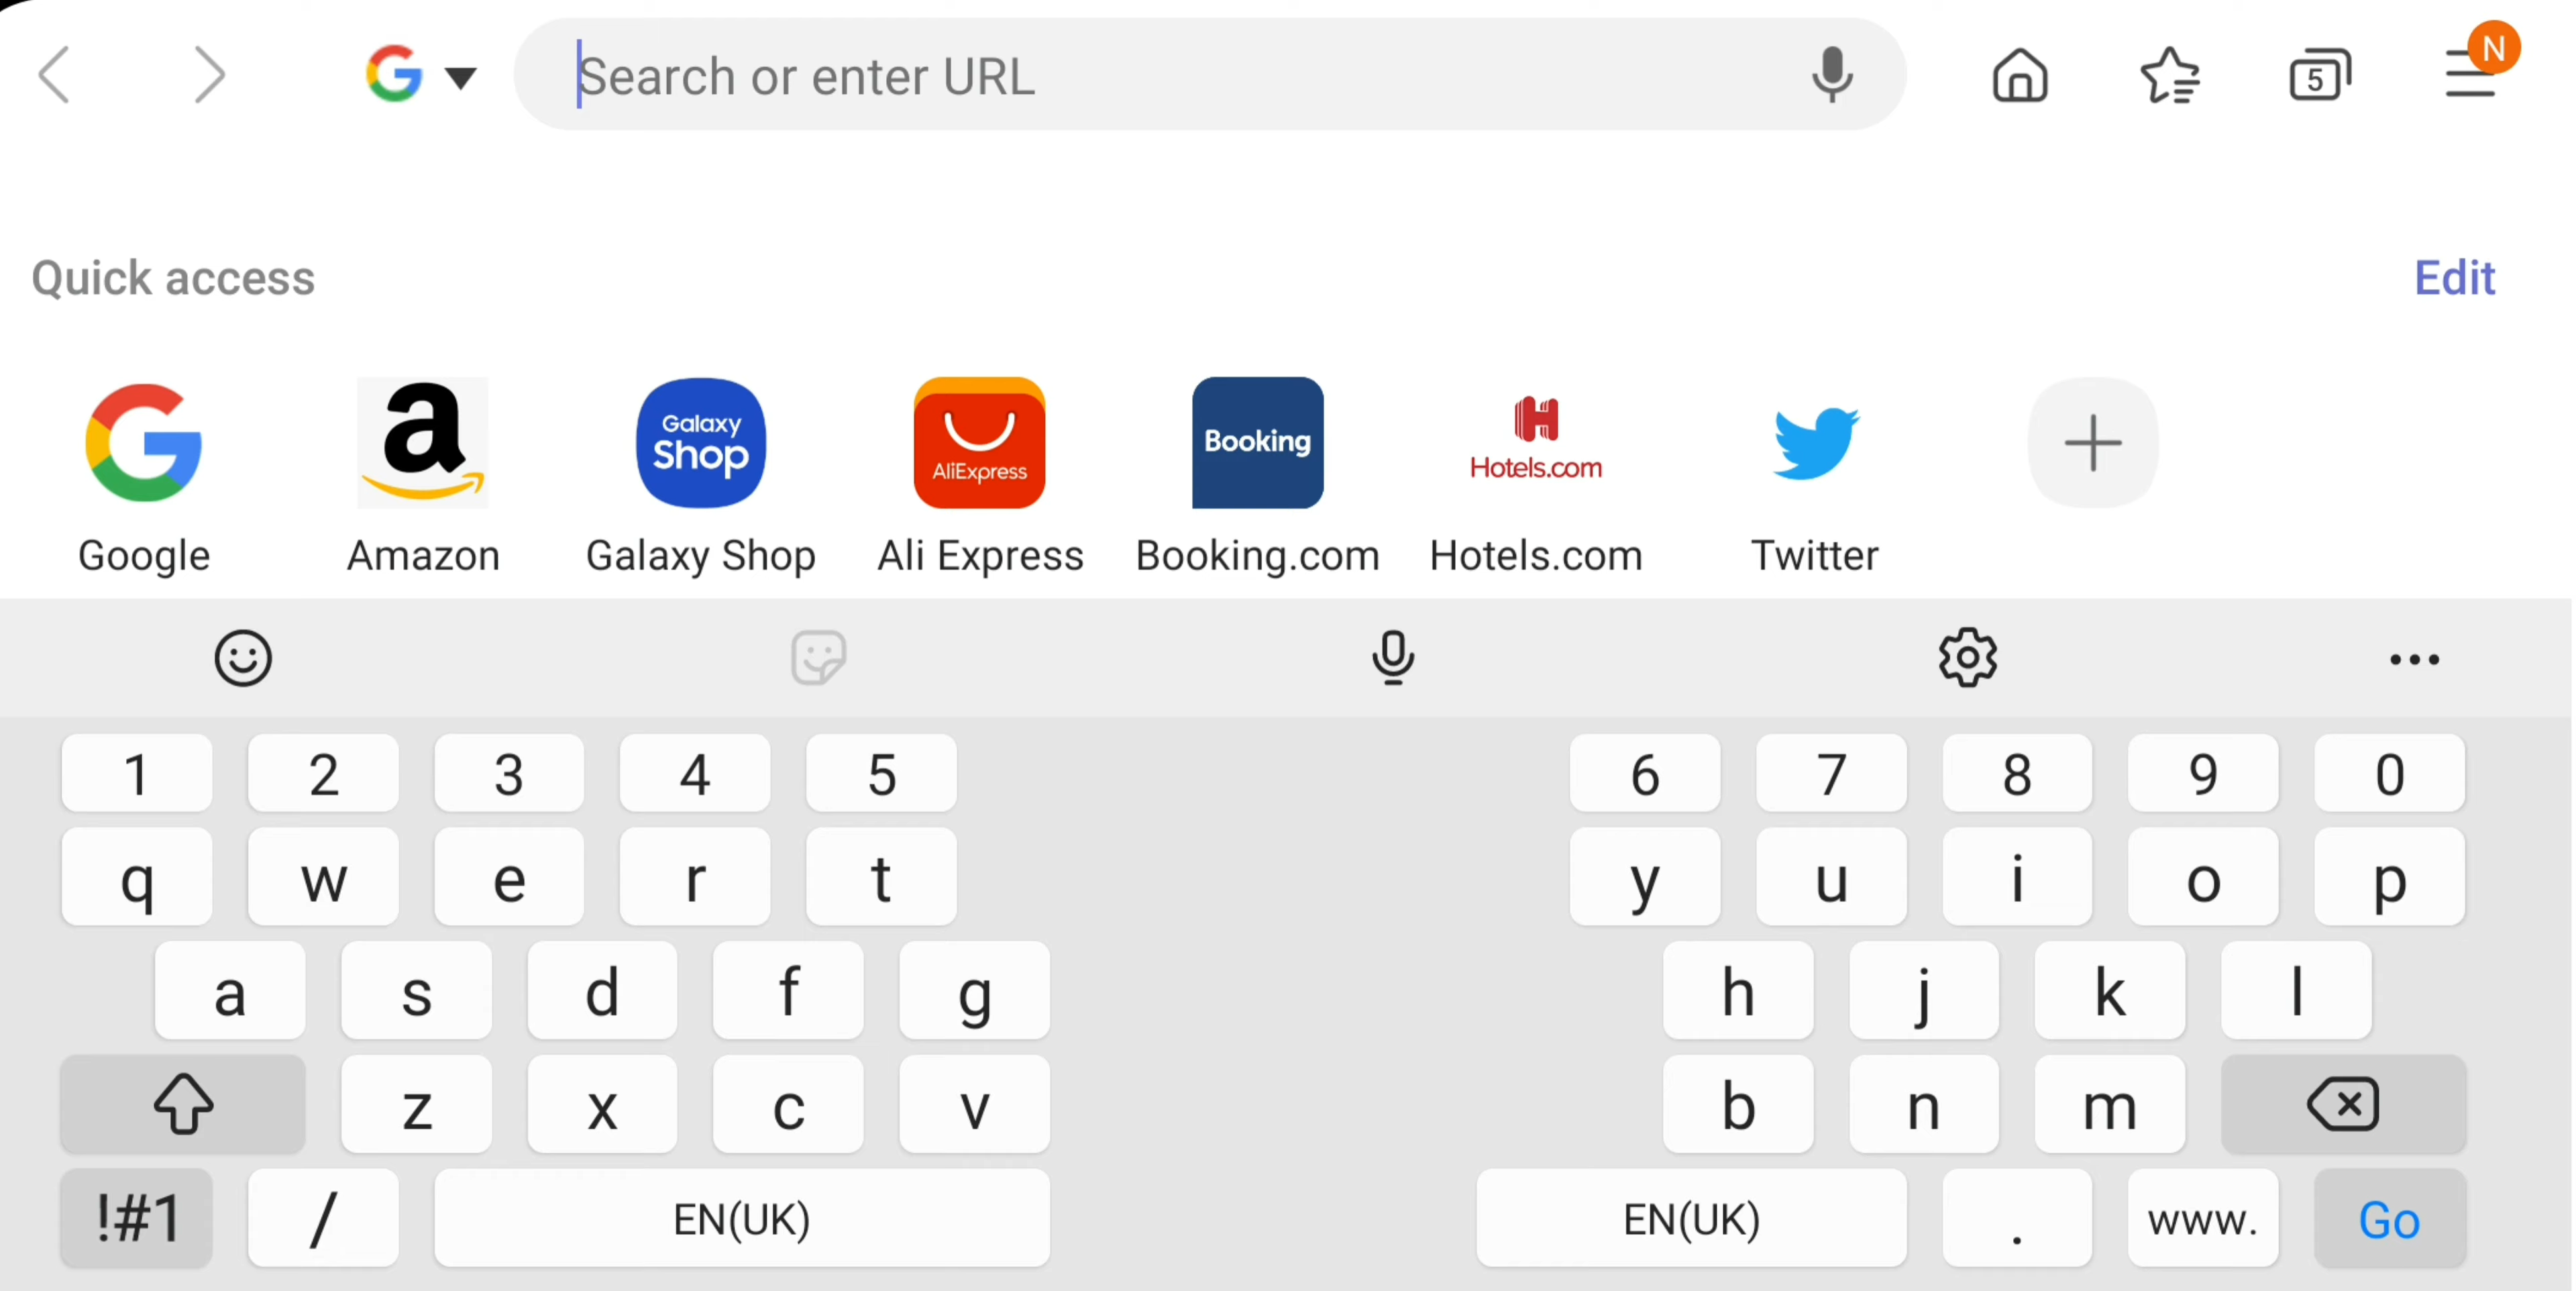 Search or enter URL
5
N
Quick access
Edit
a
Galaxy
Shop
AliExpress
Booking
H
Hotels.com
Google
Amazon
Galaxy Shop
Ali Express
Booking.com
Hotels.com
Twitter
1 2 3 4 5 6 7 8 9 0
q w e r t y u i o p
a s d f g h j k l
z x c v b n m
!#1 / EN(UK) EN(UK) . www. Go